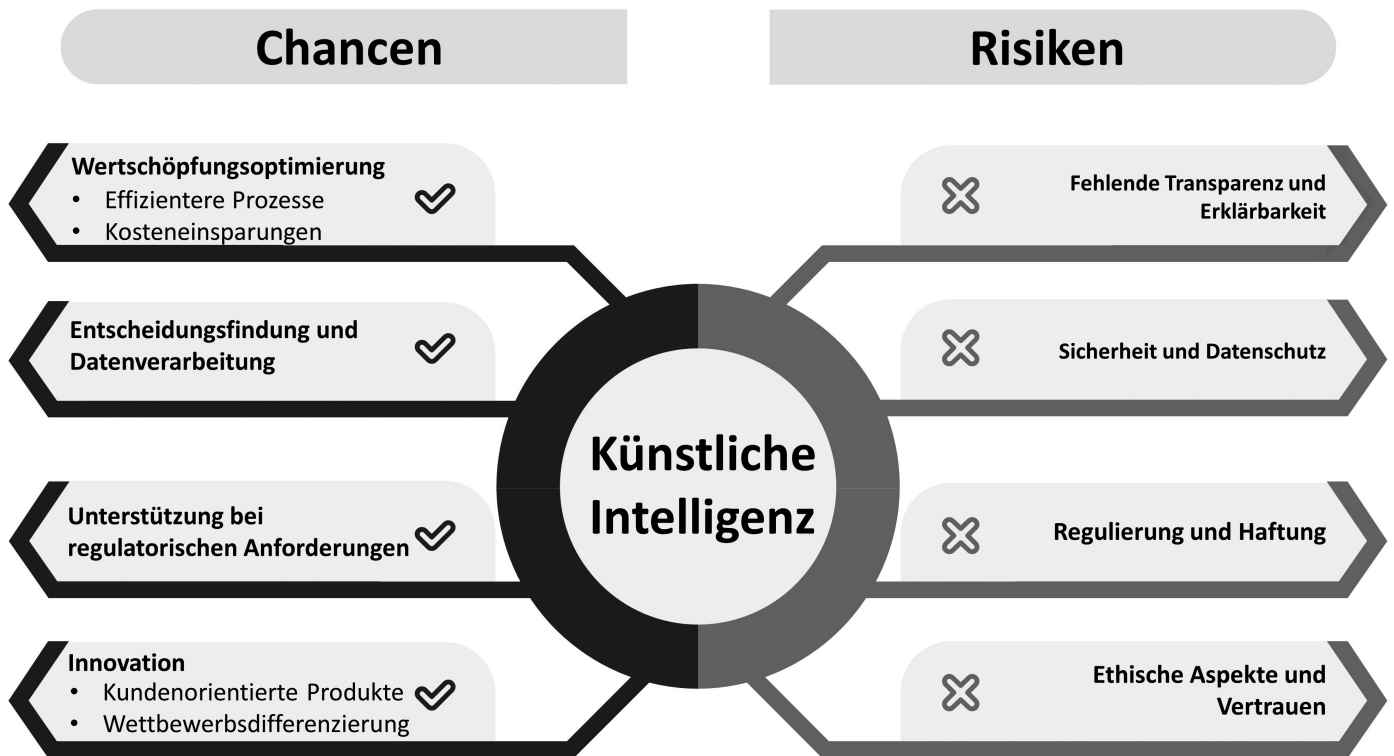 Chancen
Risiken
Wertschöpfungsoptimierung
• Effizientere Prozesse
• Kosteneinsparungen
Entscheidungsfindung und
Datenverarbeitung
Unterstützung bei
regulatorischen Anforderungen
Innovation
• Kundenorientierte Produkte
• Wettbewerbsdifferenzierung
Künstliche
Intelligenz
Fehlende Transparenz und
Erklärbarkeit
Sicherheit und Datenschutz
Regulierung und Haftung
Ethische Aspekte und
Vertrauen